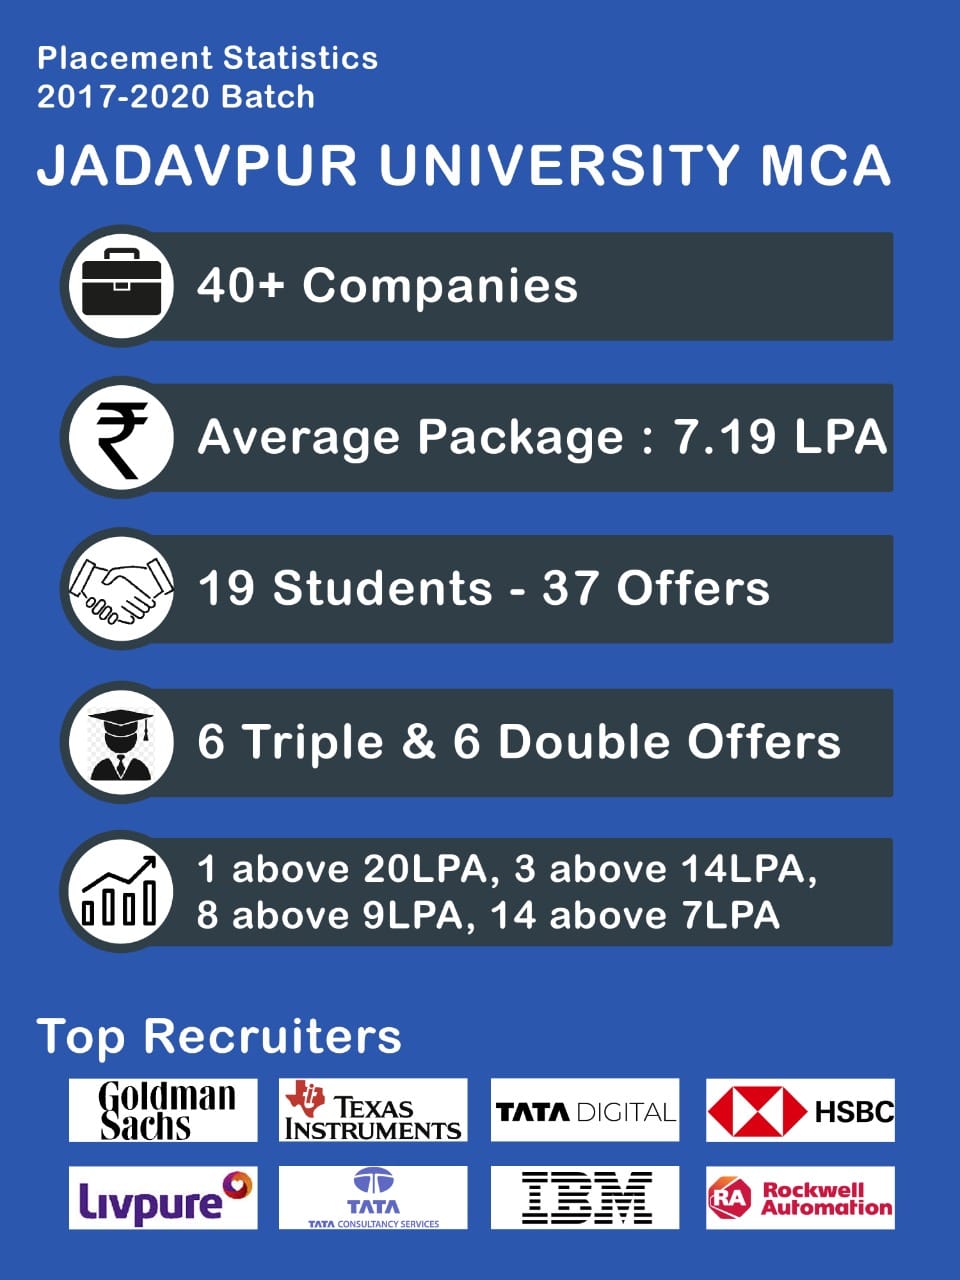 Placement Statistics
2017-2020 Batch
JADAVPUR UNIVERSITY MCA
40+ Companies
₹
Average Package : 7.19 LPA
19 Students - 37 Offers
6 Triple & 6 Double Offers
1 above 20LPA, 3 above 14LPA,
8 above 9LPA, 14 above 7LPA
Top Recruiters
Goldman
Sachs
TEXAS
INSTRUMENTS
TATA DIGITAL
HSBC
Livpure
TATA
TATA CONSULTANCY SERVICES
IBM
RA
Rockwell
Automation